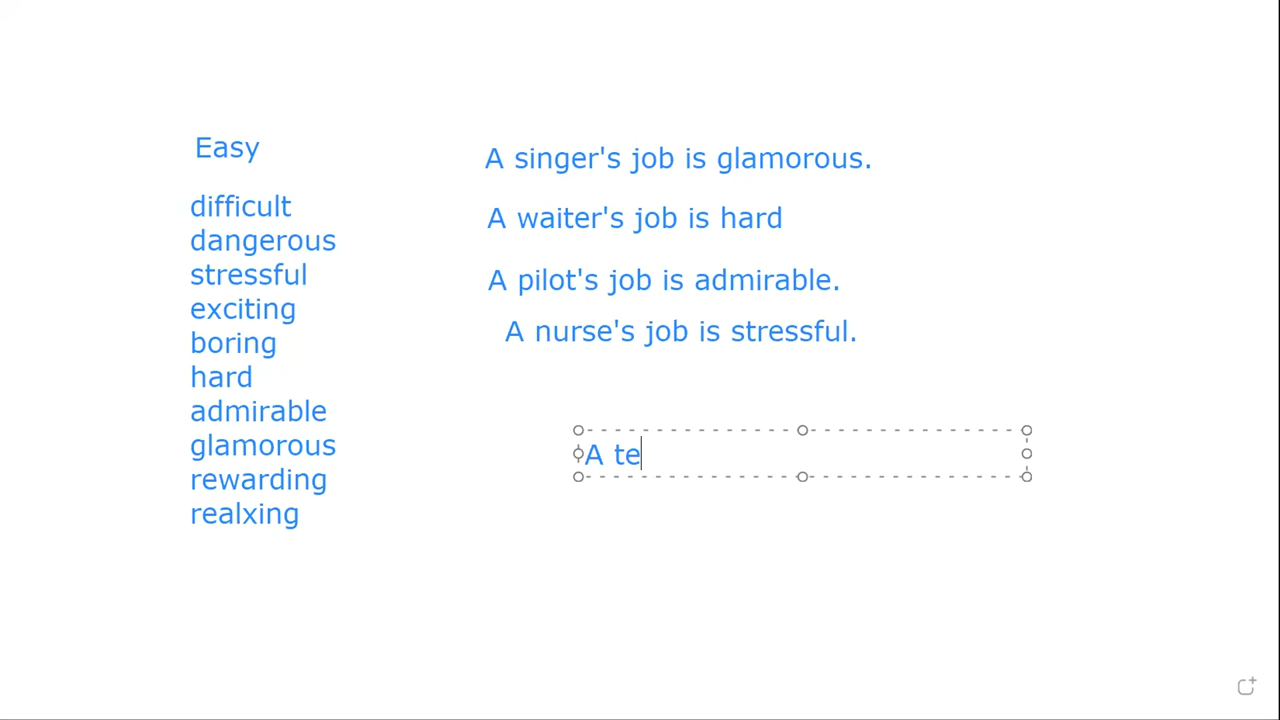 Easy
difficult
dangerous
stressful
exciting
boring
hard
admirable
glamorous
rewarding
realxing
A singer's job is glamorous.
A waiter's job is hard
A pilot's job is admirable.
A nurse's job is stressful.
A te